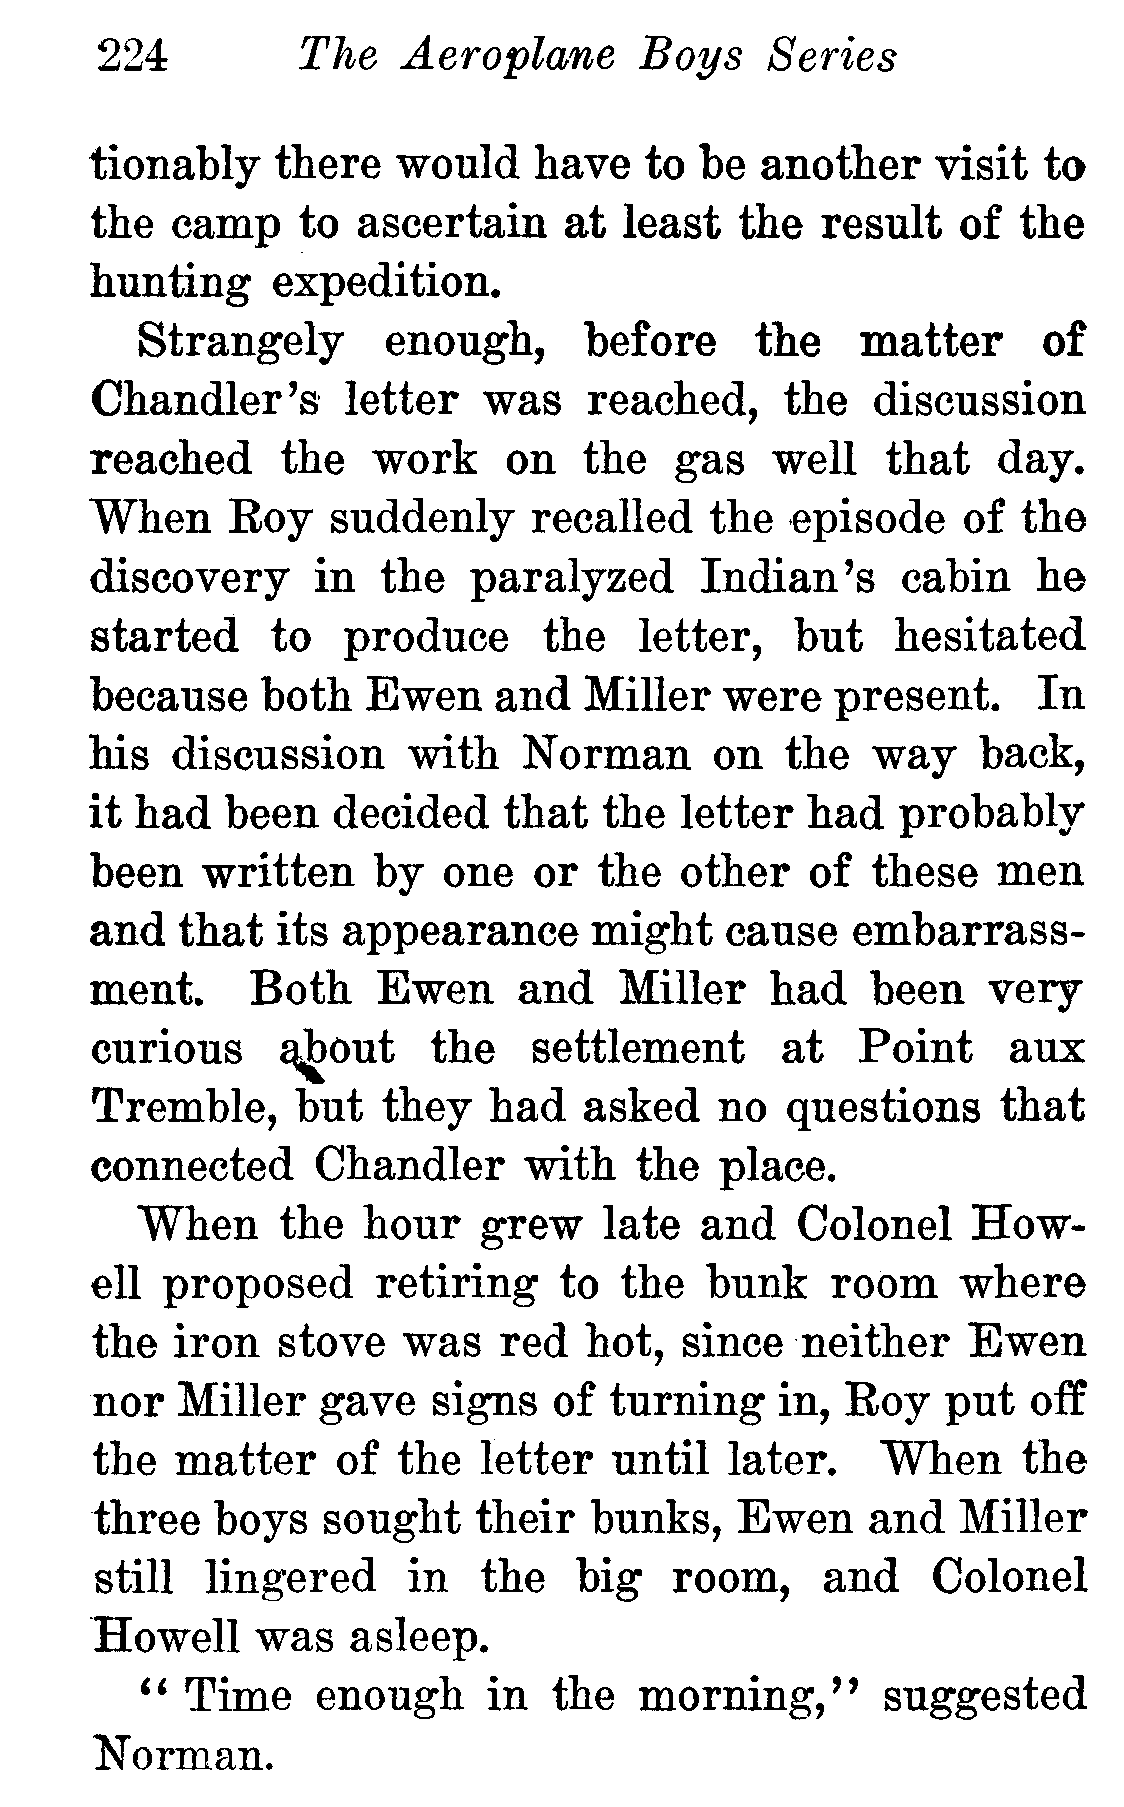 224 The Aeroplane Boys Series
tionably there would have to be another visit to
the camp to ascertain at least the result of the
hunting expedition.
Strangely enough, before the matter of
Chandler's letter was reached, the discussion
reached the work on the gas well that day.
When Roy suddenly recalled the episode of the
discovery in the paralyzed Indian's cabin he
started to produce the letter, but hesitated
because both Ewen and Miller were present. In
his discussion with Norman on the way back,
it had been decided that the letter had probably
been written by one or the other of these men
and that its appearance might cause embarrass-
ment. Both Ewen and Miller had been very
curious about the settlement at Point aux
Tremble, but they had asked no questions that
connected Chandler with the place.
When the hour grew late and Colonel How-
ell proposed retiring to the bunk room where
the iron stove was red hot, since neither Ewen
nor Miller gave signs of turning in, Roy put off
the matter of the letter until later. When the
three boys sought their bunks, Ewen and Miller
still lingered in the big room, and Colonel
Howell was asleep.
"Time enough in the morning," suggested
Norman.